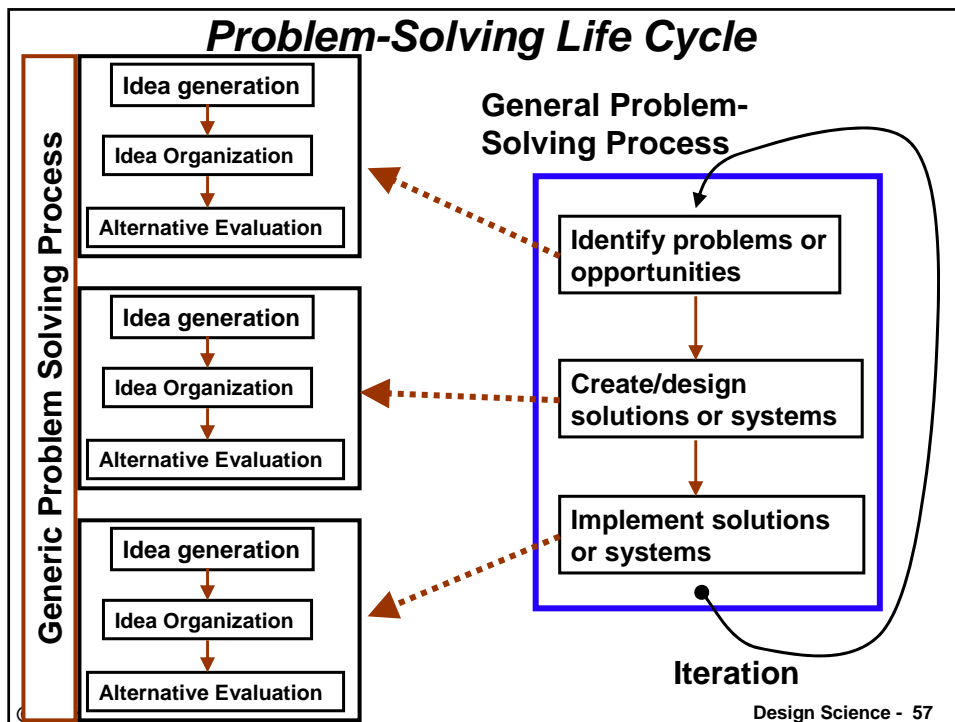 Problem-Solving Life Cycle
Generic Problem Solving Process
Idea generation
Idea Organization
Alternative Evaluation
Idea generation
Idea Organization
Alternative Evaluation
Idea generation
Idea Organization
Alternative Evaluation
General Problem-
Solving Process
Identify problems or
opportunities
Create/design
solutions or systems
Implement solutions
or systems
Iteration
©
Design Science - 57